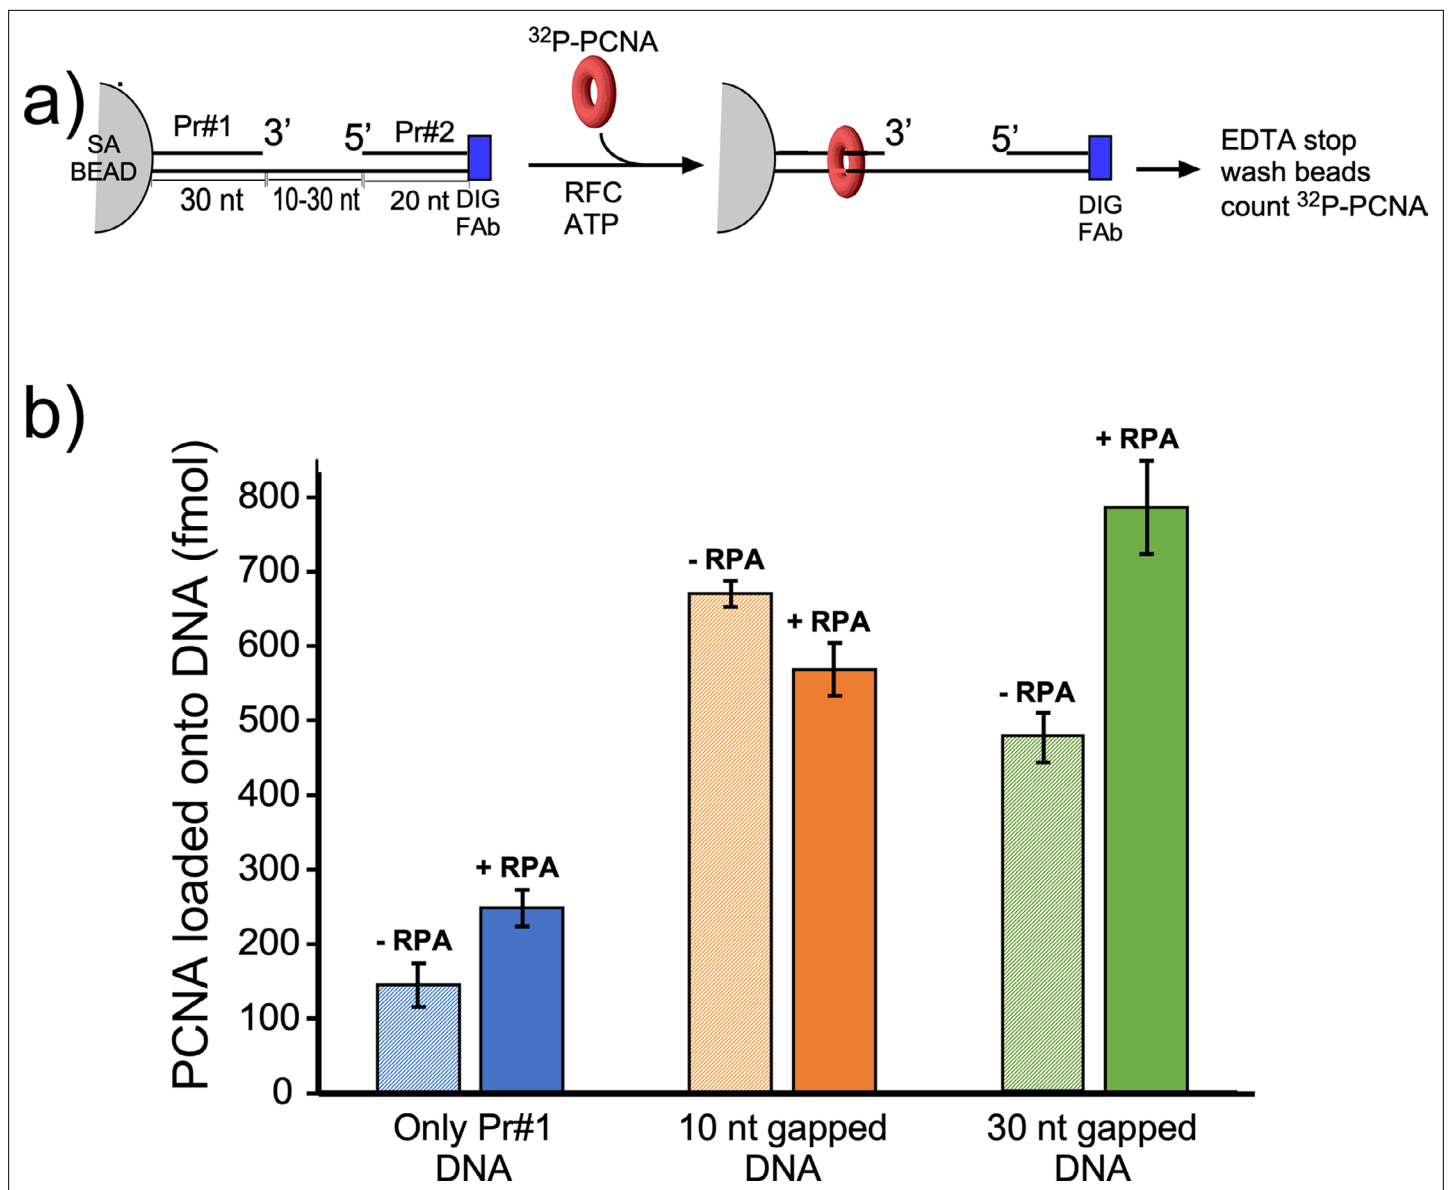 a)
SA
BEAD
Pr#1
3’
5’
Pr#2
30 nt
10-30 nt
20 nt
DIG
FAb
32P-PCNA
RFC
ATP
3’
5’
DIG
FAb
EDTA stop
wash beads
count 32P-PCNA
b)
PCNA loaded onto DNA (fmol)
800
700
600
500
400
300
200
100
0
- RPA
+ RPA
- RPA
+ RPA
- RPA
+ RPA
Only Pr#1
DNA
10 nt gapped
DNA
30 nt gapped
DNA